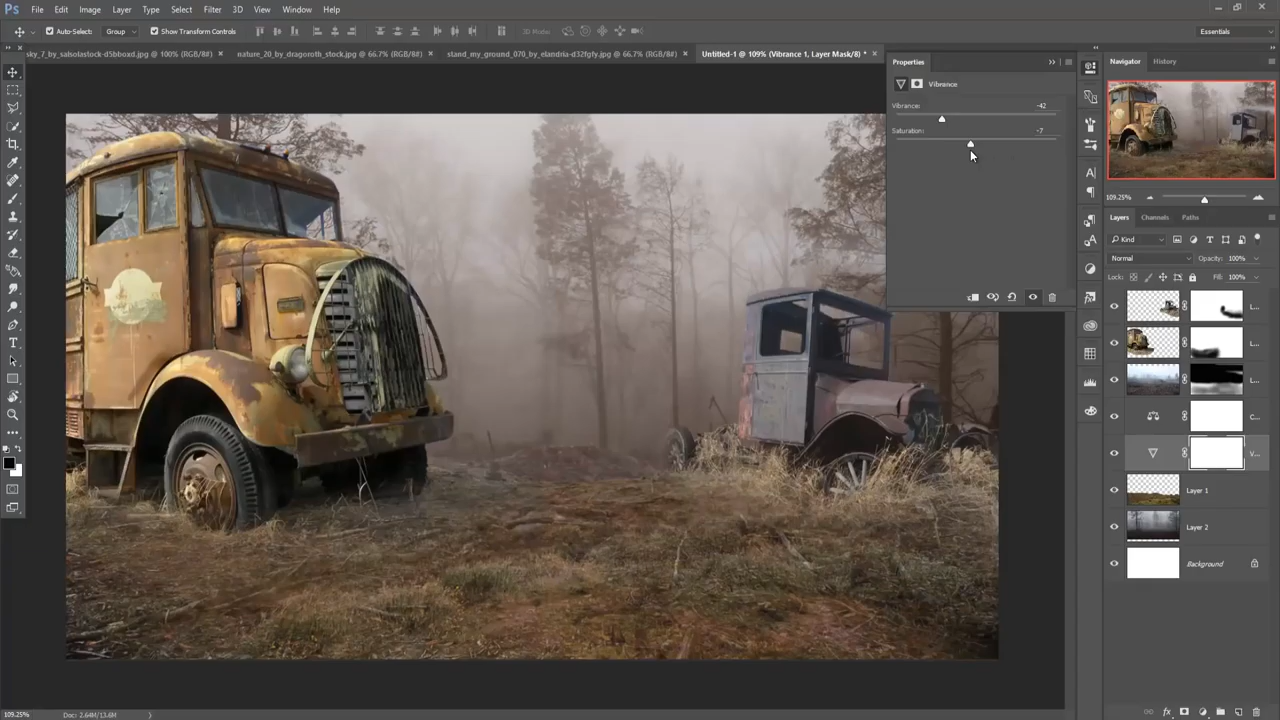 Ps File Edit Image Layer Type Select Filter 3D View Window Help
Auto-Select: Group Show Transform Controls 3D Mode: Essentials
sky_7_by_salsolastock-d5bboxd.jpg @ 100% (RGB/8#) × nature_20_by_dragoroth_stock.jpg @ 66.7% (RGB/8#) × stand_my_ground_070_by_elandria-d32fgfy.jpg @ 66.7% (RGB/8#) × Untitled-1 @ 109% (Vibrance 1, Layer Mask/8) * ×
Properties
Vibrance
Vibrance: -42
Saturation: -7
Navigator History
109.25%
Layers Channels Paths
Kind
Normal Opacity: 100%
Lock: Fill: 100%
L...
L...
L...
C...
V...
Layer 1
Layer 2
Background
109.25% Doc: 2.64M/13.6M